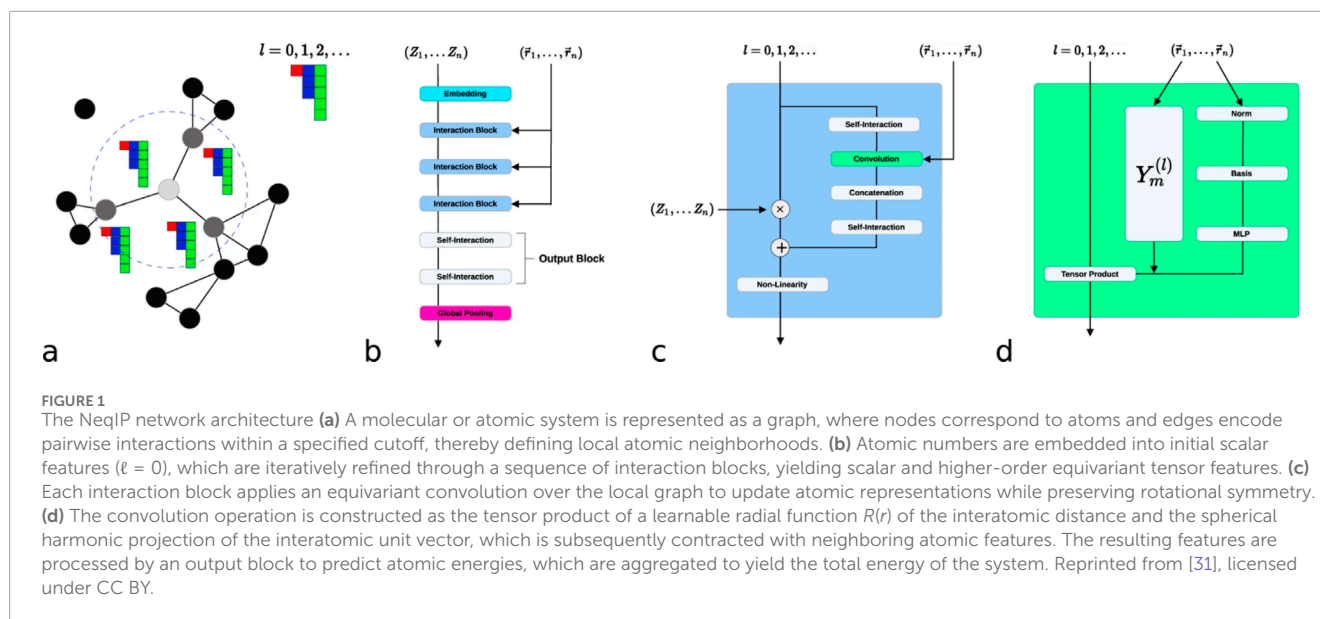 l = 0, 1, 2, …
a
(Z₁, … Zₙ)
(r⃗₁, …, r⃗ₙ)
Embedding
Interaction Block
Interaction Block
Interaction Block
Self-Interaction
Self-Interaction
Output Block
Global Pooling
b
l = 0, 1, 2, …
(r⃗₁, …, r⃗ₙ)
Self-Interaction
Convolution
Concatenation
Self-Interaction
(Z₁, … Zₙ)
×
+
Non-Linearity
c
l = 0, 1, 2, …
(r⃗₁, …, r⃗ₙ)
Norm
Yₘ⁽ˡ⁾
Basis
MLP
Tensor Product
d
FIGURE 1
The NeqIP network architecture (a) A molecular or atomic system is represented as a graph, where nodes correspond to atoms and edges encode
pairwise interactions within a specified cutoff, thereby defining local atomic neighborhoods. (b) Atomic numbers are embedded into initial scalar
features (ℓ = 0), which are iteratively refined through a sequence of interaction blocks, yielding scalar and higher-order equivariant tensor features. (c)
Each interaction block applies an equivariant convolution over the local graph to update atomic representations while preserving rotational symmetry.
(d) The convolution operation is constructed as the tensor product of a learnable radial function R(r) of the interatomic distance and the spherical
harmonic projection of the interatomic unit vector, which is subsequently contracted with neighboring atomic features. The resulting features are
processed by an output block to predict atomic energies, which are aggregated to yield the total energy of the system. Reprinted from [31], licensed
under CC BY.